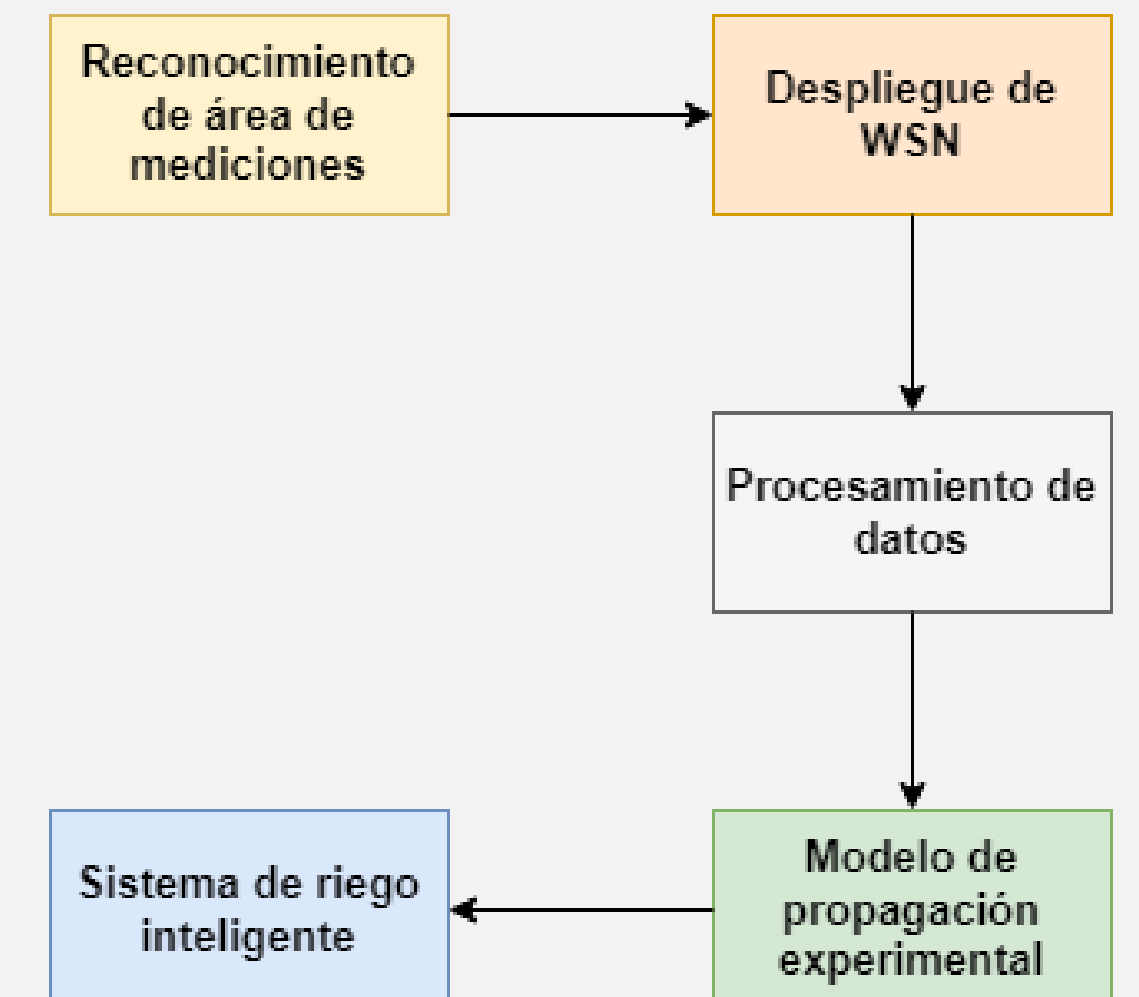 Reconocimiento
de área de
mediciones
Despliegue de
WSN
Procesamiento de
datos
Modelo de
propagación
experimental
Sistema de riego
inteligente